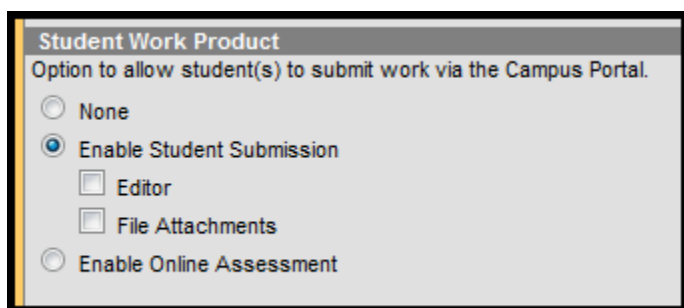 Student Work Product
Option to allow student(s) to submit work via the Campus Portal.
None
Enable Student Submission
Editor
File Attachments
Enable Online Assessment